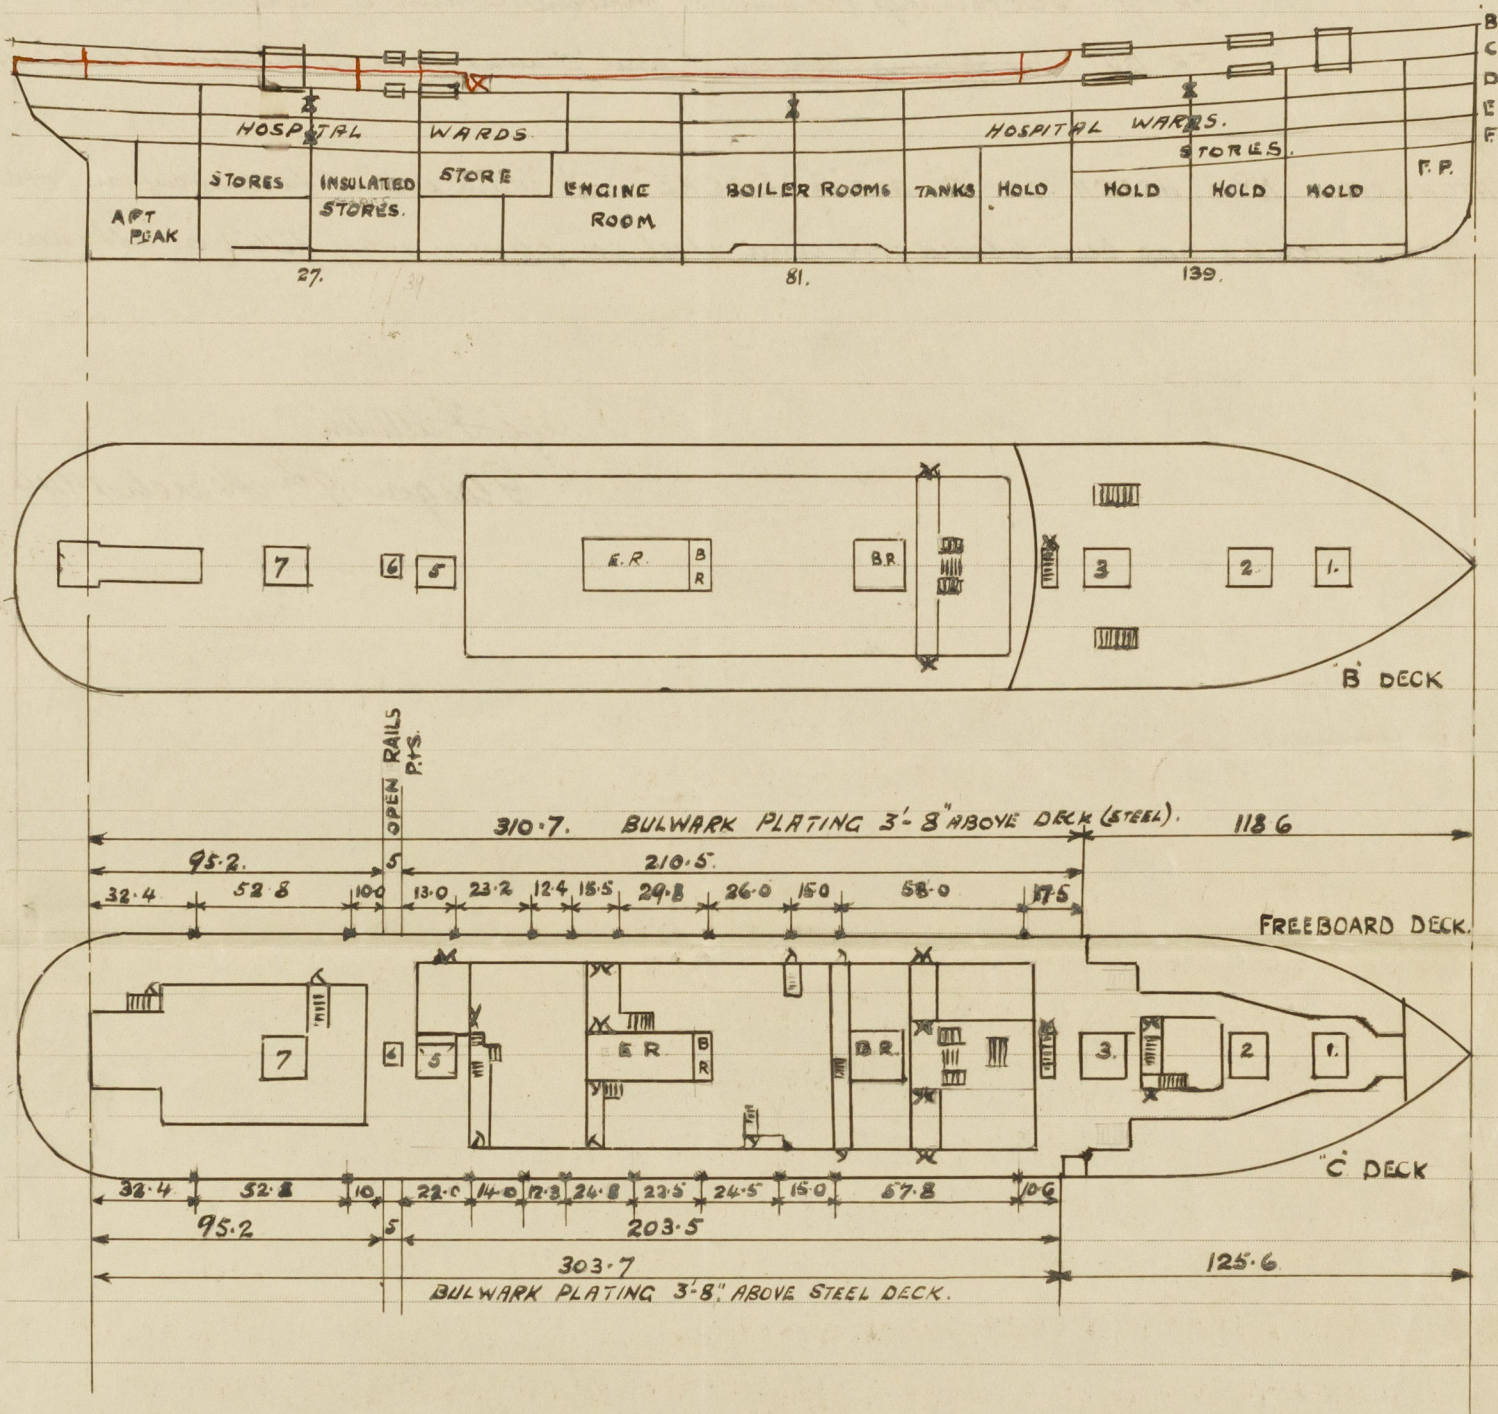 B
C
D
E
F.
HOSPITAL WARDS
HOSPITAL WARDS.
STORES.
STORES
INSULATED
STORES.
STORE
ENGINE
ROOM
BOILER ROOMS
TANKS
HOLD
HOLD
HOLD
HOLD
F.P.
AFT
PEAK
27.
81.
139.
7
6
5
E.R.
B
R
B.R.
3
2
1.
"B" DECK
OPEN RAILS
P.+S.
310.7. BULWARK PLATING 3'-8" ABOVE DECK (STEEL).
118.6
95.2.
5
210.5.
32.4
52.8
10.0
13.0
23.2
12.4
15.5
29.8
26.0
15.0
58.0
17.5
FREEBOARD DECK.
7
6
5
E R
B
R
B R.
3.
2
1.
"C" DECK
32.4
52.8
10
22.0
14.0
12.3
24.8
23.5
24.5
15.0
57.8
10.6
95.2
5
203.5
303.7
125.6
BULWARK PLATING 3'-8" ABOVE STEEL DECK.